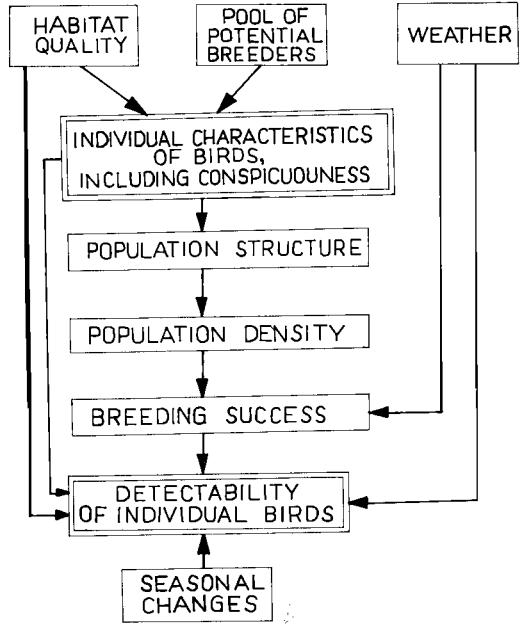 HABITAT
QUALITY
POOL OF
POTENTIAL
BREEDERS
WEATHER
INDIVIDUAL CHARACTERISTICS
OF BIRDS,
INCLUDING CONSPICUOUNESS
POPULATION STRUCTURE
POPULATION DENSITY
BREEDING SUCCESS
DETECTABILITY
OF INDIVIDUAL BIRDS
SEASONAL
CHANGES